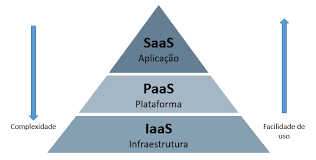 SaaS
Aplicação
PaaS
Plataforma
IaaS
Infraestrutura
Complexidade
Facilidade de
uso